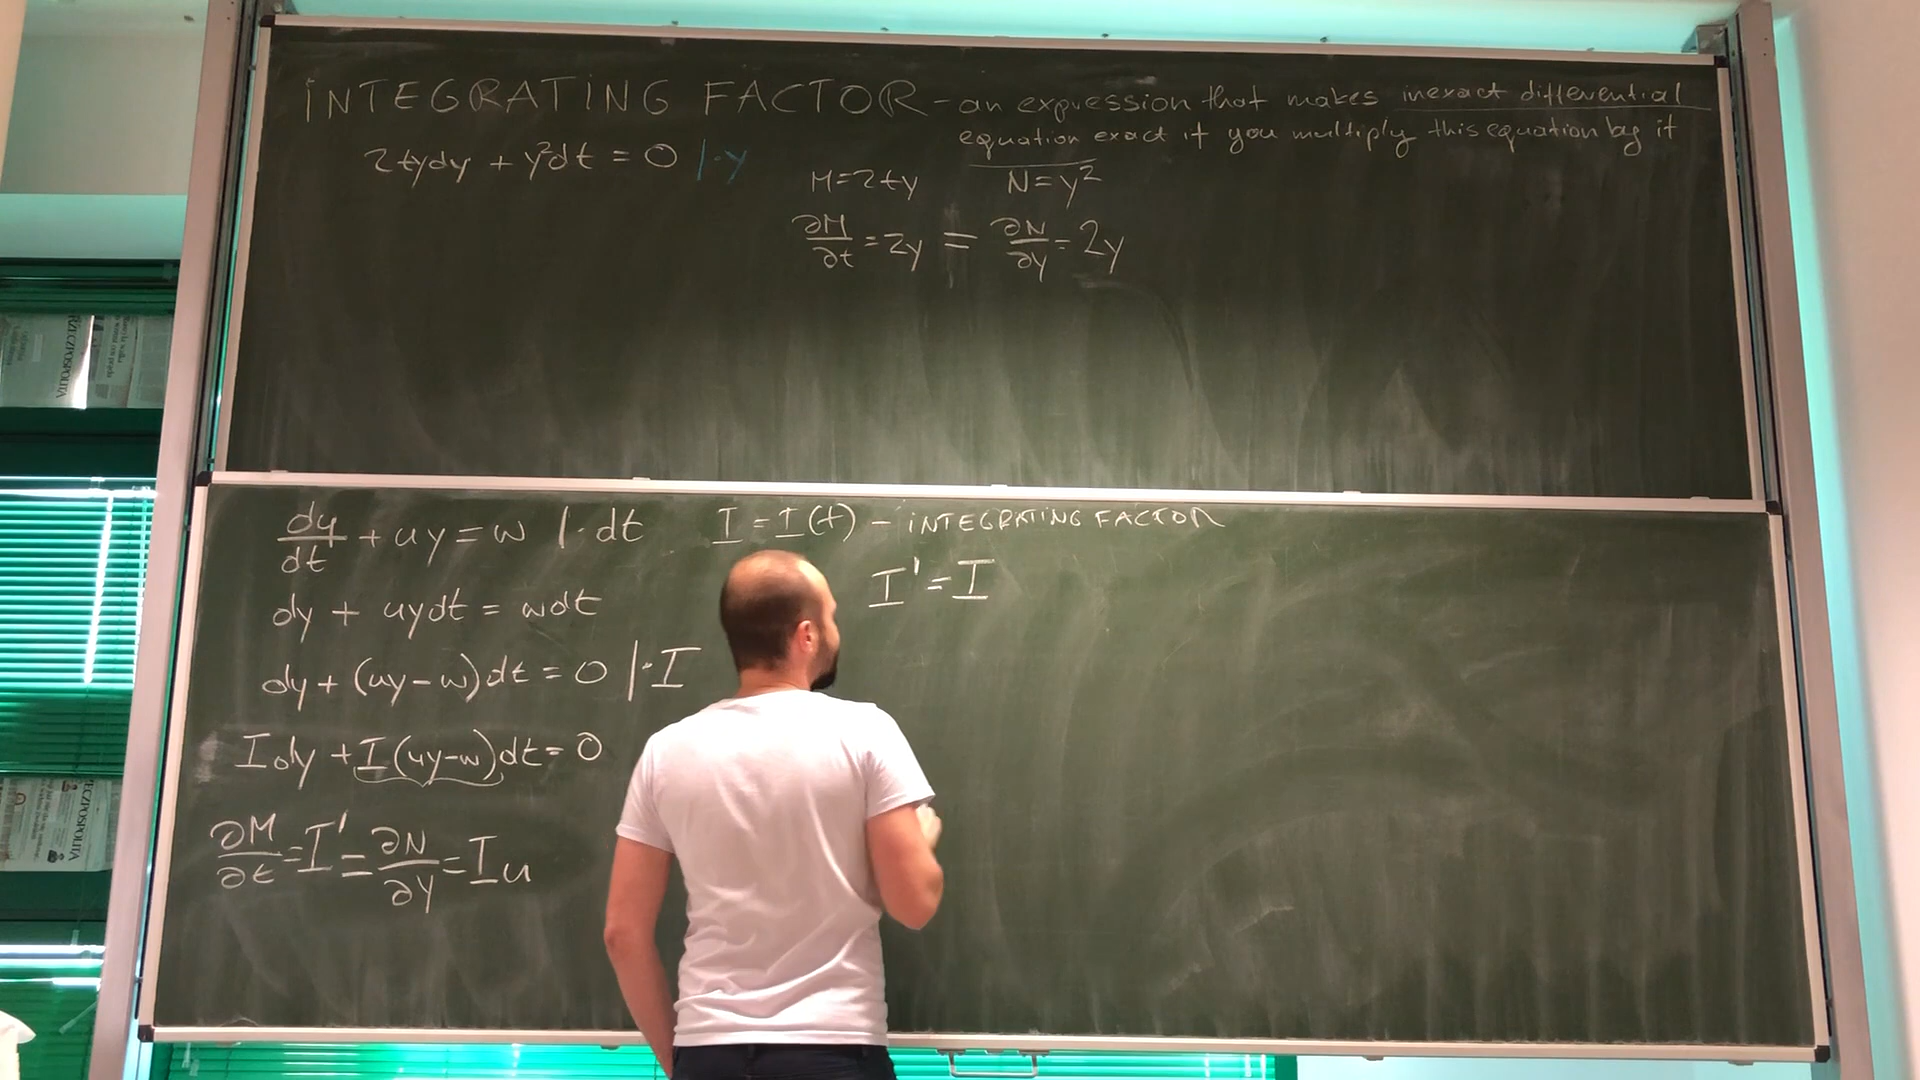 INTEGRATING FACTOR - an expression that makes inexact differential
equation exact if you multiply this equation by it
2tydy + y²dt = 0 |·y
M=2ty N=y²
∂M/∂t = 2y = ∂N/∂y = 2y
dy/dt + uy = w |·dt
dy + uydt = wdt
dy + (uy-w)dt = 0 |·I
Idy + I(uy-w)dt = 0
∂M/∂t = I' = ∂N/∂y = Iu
I = I(t) - INTEGRATING FACTOR
I' = I
RZECZPOSPOLITA
RZECZPOSPOLITA